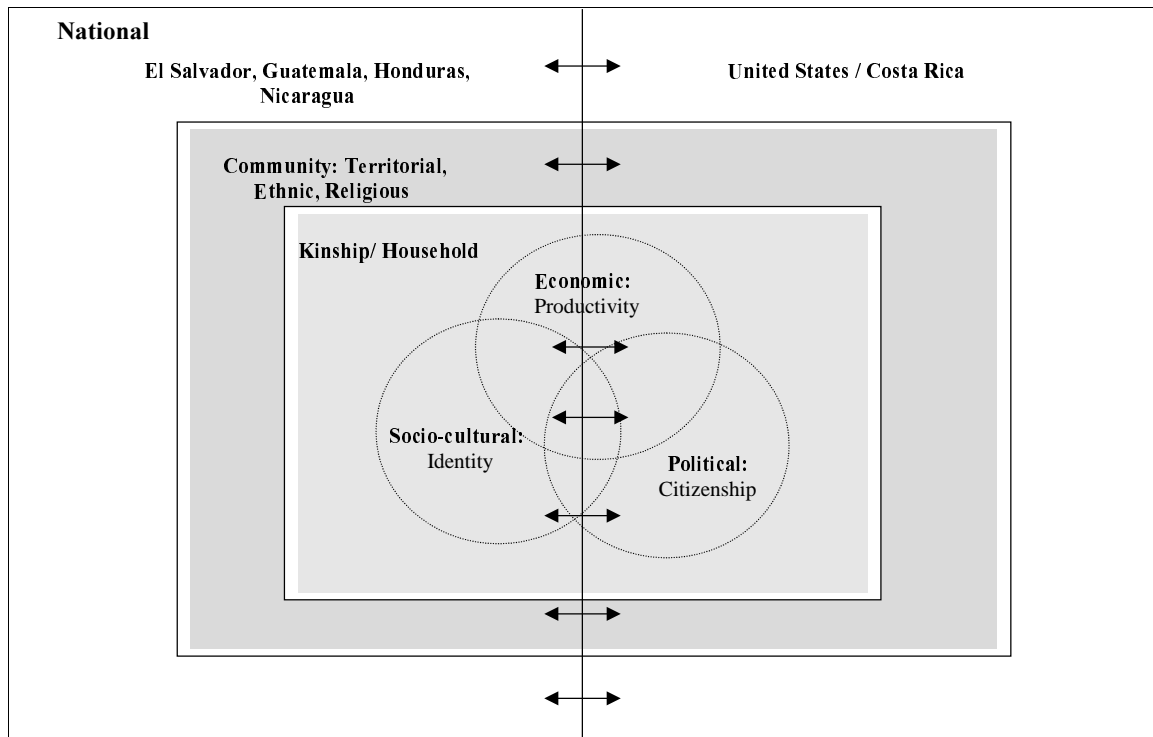 National
El Salvador, Guatemala, Honduras,
Nicaragua
United States / Costa Rica
Community: Territorial,
Ethnic, Religious
Kinship/ Household
Economic:
Productivity
Socio-cultural:
Identity
Political:
Citizenship